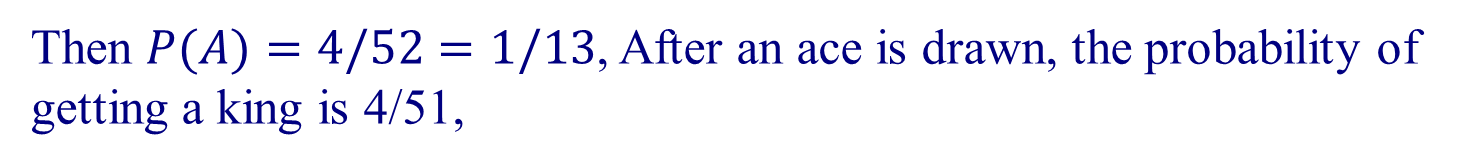 Then P(A) = 4/52 = 1/13, After an ace is drawn, the probability of
getting a king is 4/51,